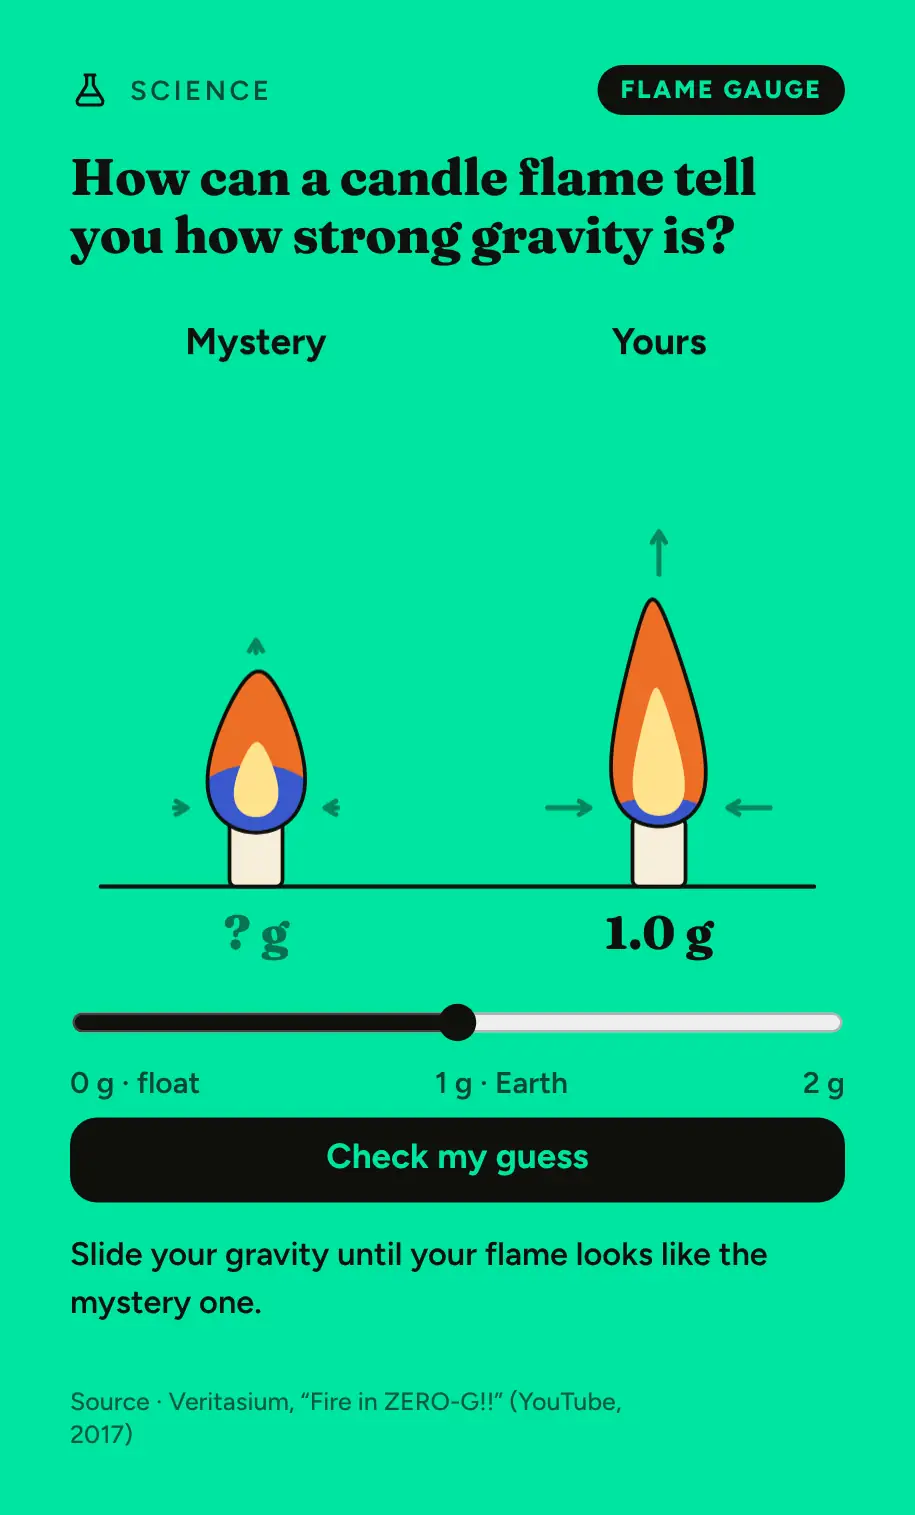 SCIENCE
FLAME GAUGE
How can a candle flame tell
you how strong gravity is?
Mystery
Yours
? g
1.0 g
0 g · float
1 g · Earth
2 g
Check my guess
Slide your gravity until your flame looks like the
mystery one.
Source · Veritasium, “Fire in ZERO-G!!” (YouTube,
2017)